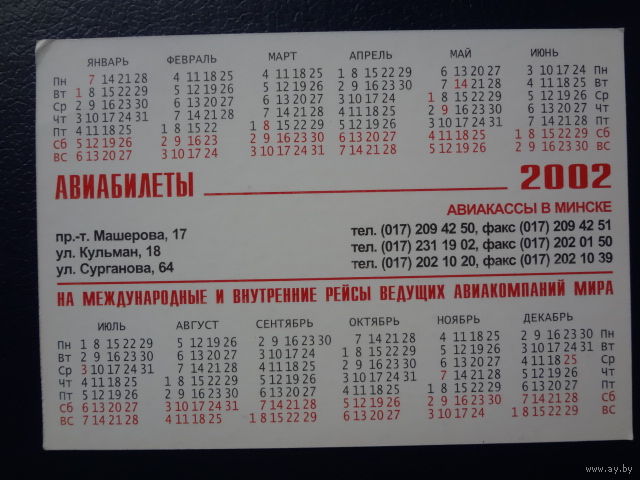 ЯНВАРЬ ФЕВРАЛЬ МАРТ АПРЕЛЬ МАЙ ИЮНЬ
Пн 7 14 21 28 4 11 18 25 4 11 18 25 1 8 15 22 29 6 13 20 27 3 10 17 24 Пн
Вт 1 8 15 22 29 5 12 19 26 5 12 19 26 2 9 16 23 30 7 14 21 28 4 11 18 25 Вт
Ср 2 9 16 23 30 6 13 20 27 6 13 20 27 3 10 17 24 1 8 15 22 29 5 12 19 26 Ср
Чт 3 10 17 24 31 7 14 21 28 7 14 21 28 4 11 18 25 2 9 16 23 30 6 13 20 27 Чт
Пт 4 11 18 25 1 8 15 22 1 8 15 22 29 5 12 19 26 3 10 17 24 31 7 14 21 28 Пт
Сб 5 12 19 26 2 9 16 23 2 9 16 23 30 6 13 20 27 4 11 18 25 1 8 15 22 29 Сб
ВС 6 13 20 27 3 10 17 24 3 10 17 24 31 7 14 21 28 5 12 19 26 2 9 16 23 30 ВС
АВИАБИЛЕТЫ 2002
АВИАКАССЫ В МИНСКЕ
пр.-т. Машерова, 17 тел. (017) 209 42 50, факс (017) 209 42 51
ул. Кульман, 18 тел. (017) 231 19 02, факс (017) 202 01 50
ул. Сурганова, 64 тел. (017) 202 10 20, факс (017) 202 10 39
НА МЕЖДУНАРОДНЫЕ И ВНУТРЕННИЕ РЕЙСЫ ВЕДУЩИХ АВИАКОМПАНИЙ МИРА
ИЮЛЬ АВГУСТ СЕНТЯБРЬ ОКТЯБРЬ НОЯБРЬ ДЕКАБРЬ
Пн 1 8 15 22 29 5 12 19 26 2 9 16 23 30 7 14 21 28 4 11 18 25 2 9 16 23 30 Пн
Вт 2 9 16 23 30 6 13 20 27 3 10 17 24 1 8 15 22 29 5 12 19 26 3 10 17 24 31 Вт
Ср 3 10 17 24 31 7 14 21 28 4 11 18 25 2 9 16 23 30 6 13 20 27 4 11 18 25 Ср
Чт 4 11 18 25 1 8 15 22 29 5 12 19 26 3 10 17 24 31 7 14 21 28 5 12 19 26 Чт
Пт 5 12 19 26 2 9 16 23 30 6 13 20 27 4 11 18 25 1 8 15 22 29 6 13 20 27 Пт
Сб 6 13 20 27 3 10 17 24 31 7 14 21 28 5 12 19 26 2 9 16 23 30 7 14 21 28 Сб
ВС 7 14 21 28 4 11 18 25 1 8 15 22 29 6 13 20 27 3 10 17 24 1 8 15 22 29 ВС
www.ay.by